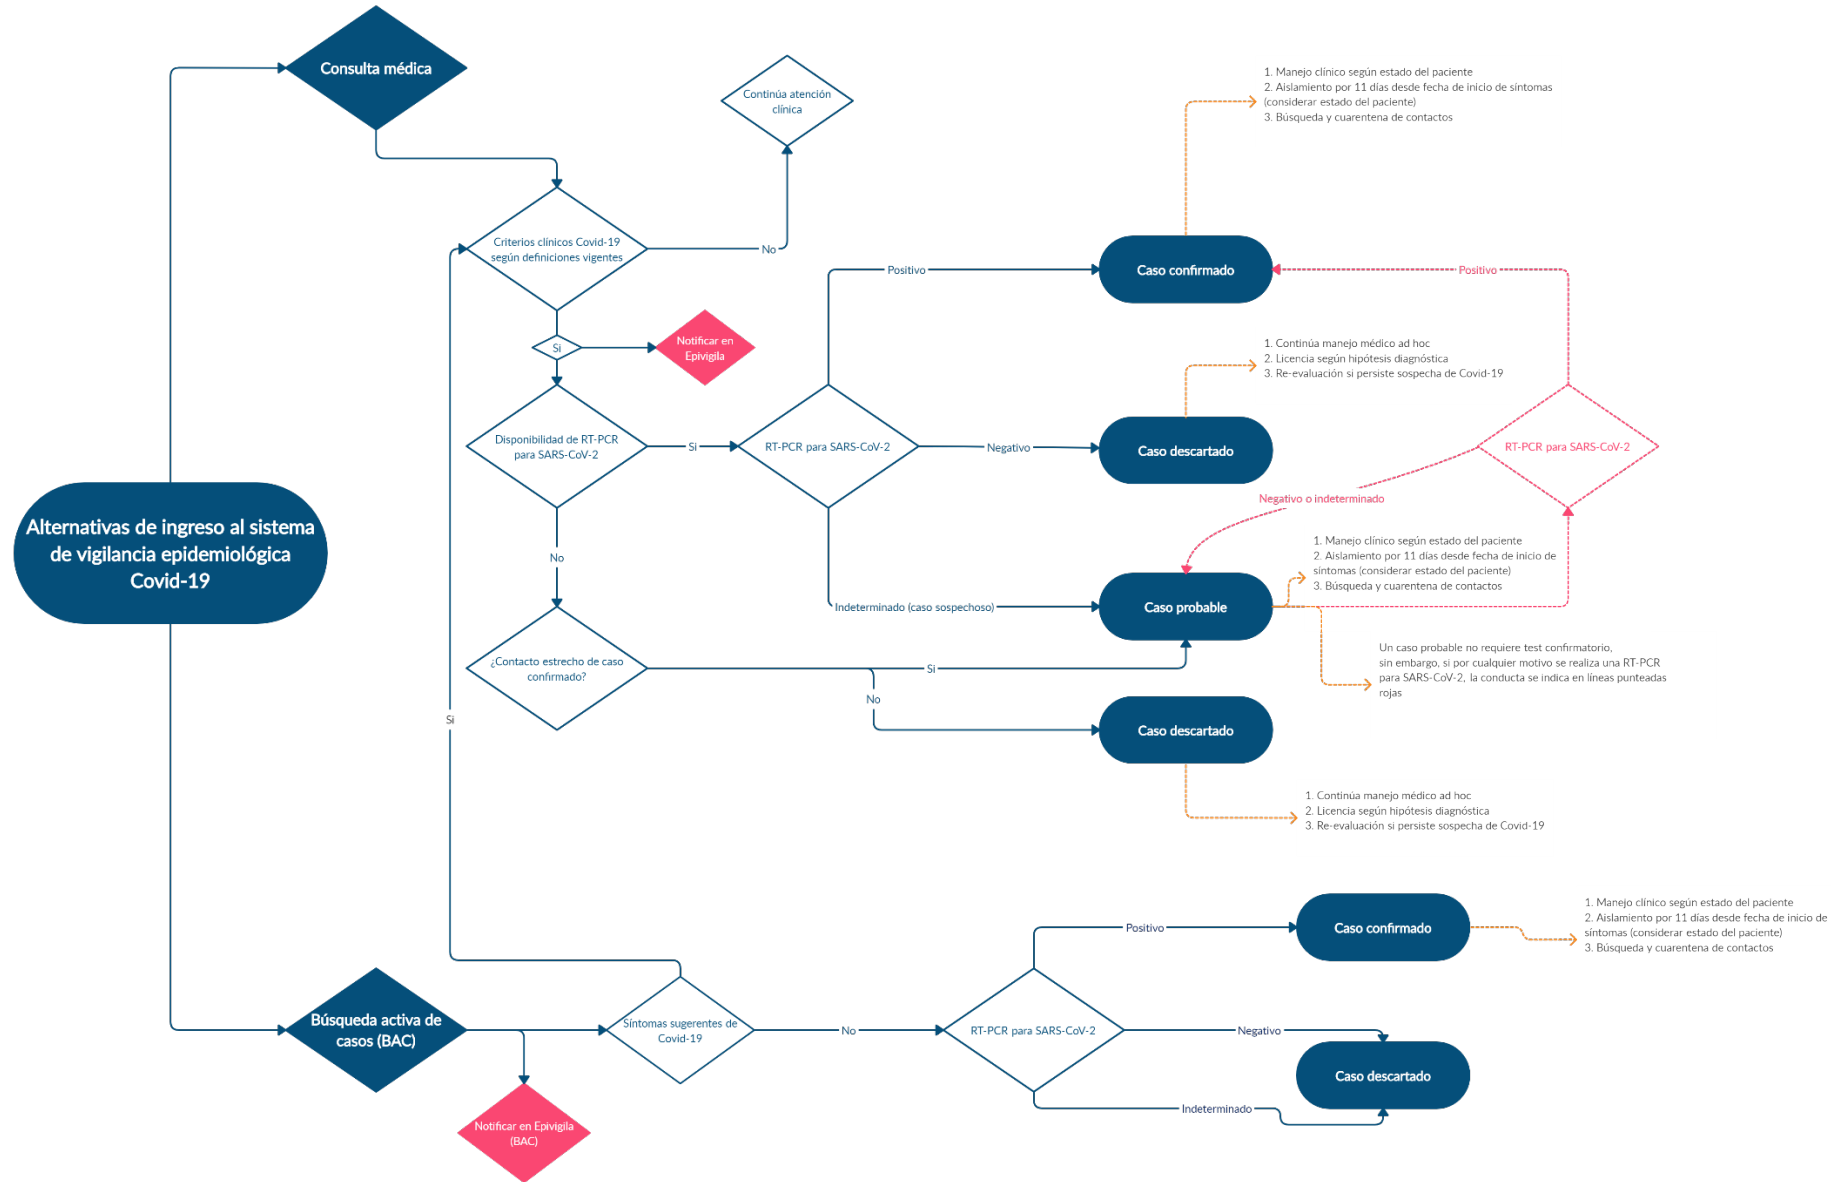 Consulta médica
Continúa atención
clínica
1. Manejo clínico según estado del paciente
2. Aislamiento por 11 días desde fecha de inicio de síntomas
(considerar estado del paciente)
3. Búsqueda y cuarentena de contactos
Criterios clínicos Covid-19
según definiciones vigentes
No
Positivo
Caso confirmado
Positivo
Si
Notificar en
Epivigila
1. Continúa manejo médico ad hoc
2. Licencia según hipótesis diagnóstica
3. Re-evaluación si persiste sospecha de Covid-19
Disponibilidad de RT-PCR
para SARS-CoV-2
Si
RT-PCR para SARS-CoV-2
Negativo
Caso descartado
RT-PCR para SARS-CoV-2
Negativo o indeterminado
Alternativas de ingreso al sistema
de vigilancia epidemiológica
Covid-19
No
1. Manejo clínico según estado del paciente
2. Aislamiento por 11 días desde fecha de inicio de
síntomas (considerar estado del paciente)
3. Búsqueda y cuarentena de contactos
Indeterminado (caso sospechoso)
Caso probable
¿Contacto estrecho de caso
confirmado?
Si
Un caso probable no requiere test confirmatorio,
sin embargo, si por cualquier motivo se realiza una RT-PCR
para SARS-CoV-2, la conducta se indica en líneas punteadas
rojas
No
Caso descartado
Si
1. Continúa manejo médico ad hoc
2. Licencia según hipótesis diagnóstica
3. Re-evaluación si persiste sospecha de Covid-19
Positivo
Caso confirmado
1. Manejo clínico según estado del paciente
2. Aislamiento por 11 días desde fecha de inicio de
síntomas (considerar estado del paciente)
3. Búsqueda y cuarentena de contactos
Búsqueda activa de
casos (BAC)
Síntomas sugerentes de
Covid-19
No
RT-PCR para SARS-CoV-2
Negativo
Caso descartado
Indeterminado
Notificar en Epivigila
(BAC)